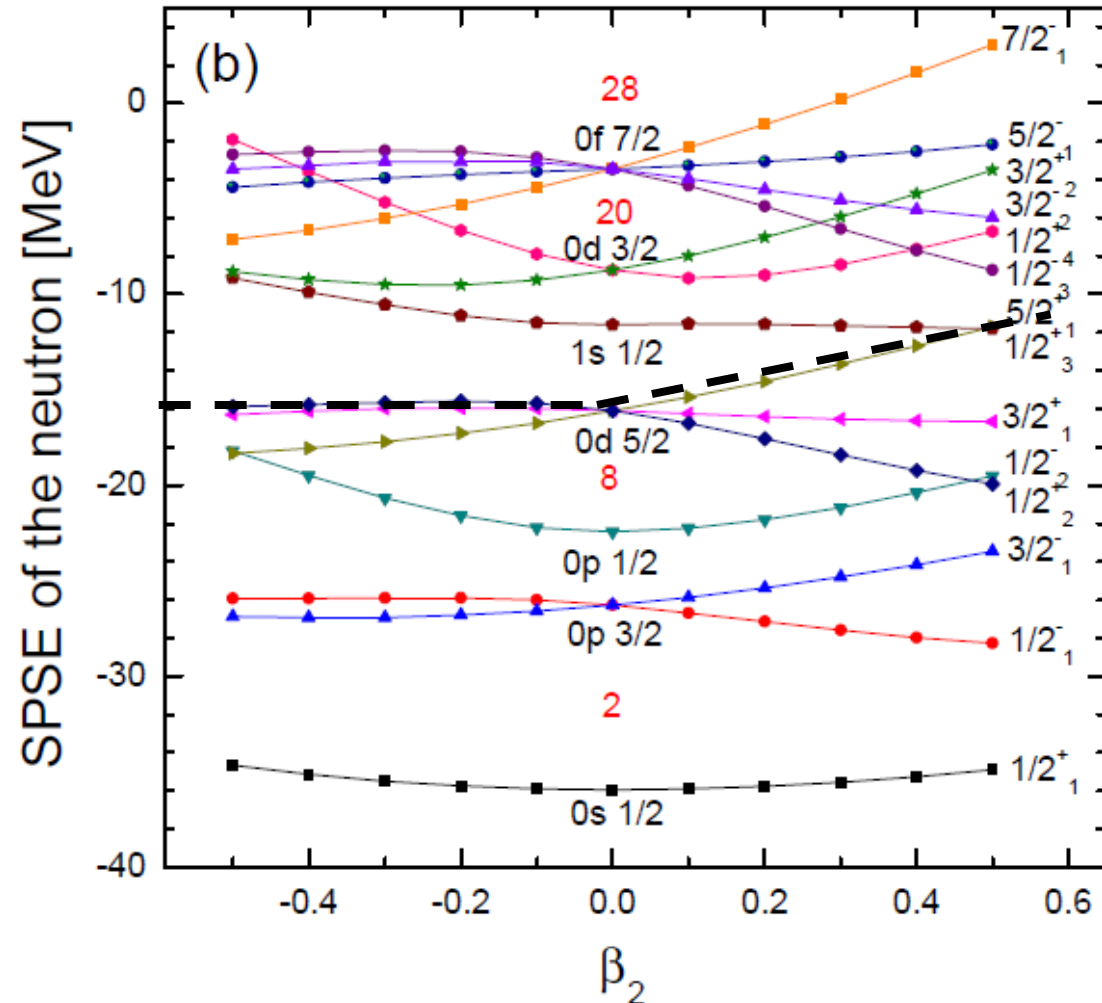 (b)
SPSE of the neutron [MeV]
0
-10
-20
-30
-40
28
0f 7/2
20
0d 3/2
1s 1/2
0d 5/2
8
0p 1/2
0p 3/2
2
0s 1/2
7/2⁻₁
5/2⁻₁
3/2⁺₂
3/2⁻₂
1/2⁺₄
1/2⁻₃
5/2⁺₁
1/2⁺₃
3/2⁺₁
1/2⁻₂
1/2⁺₂
3/2⁻₁
1/2⁻₁
1/2⁺₁
-0.4
-0.2
0.0
0.2
0.4
0.6
β₂